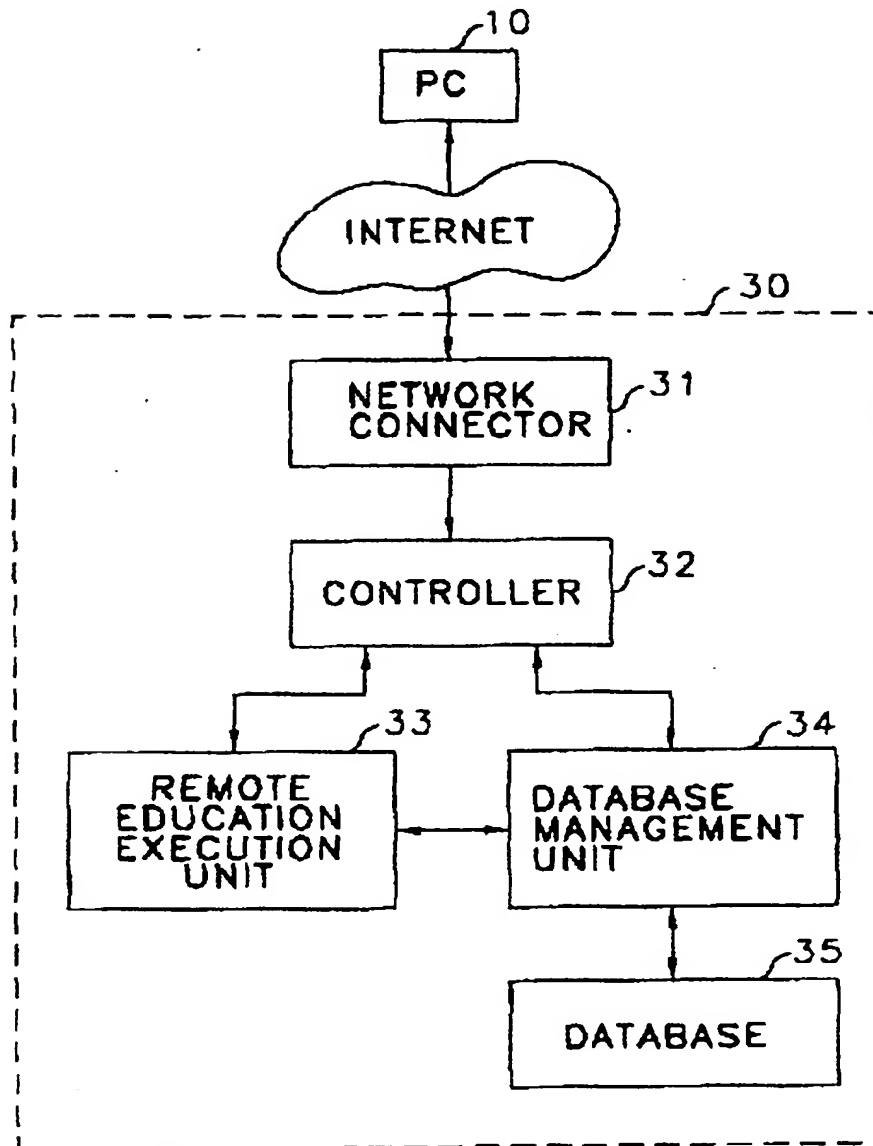 10
PC
INTERNET
30
NETWORK
CONNECTOR
31
CONTROLLER
32
33
REMOTE
EDUCATION
EXECUTION
UNIT
34
DATABASE
MANAGEMENT
UNIT
35
DATABASE